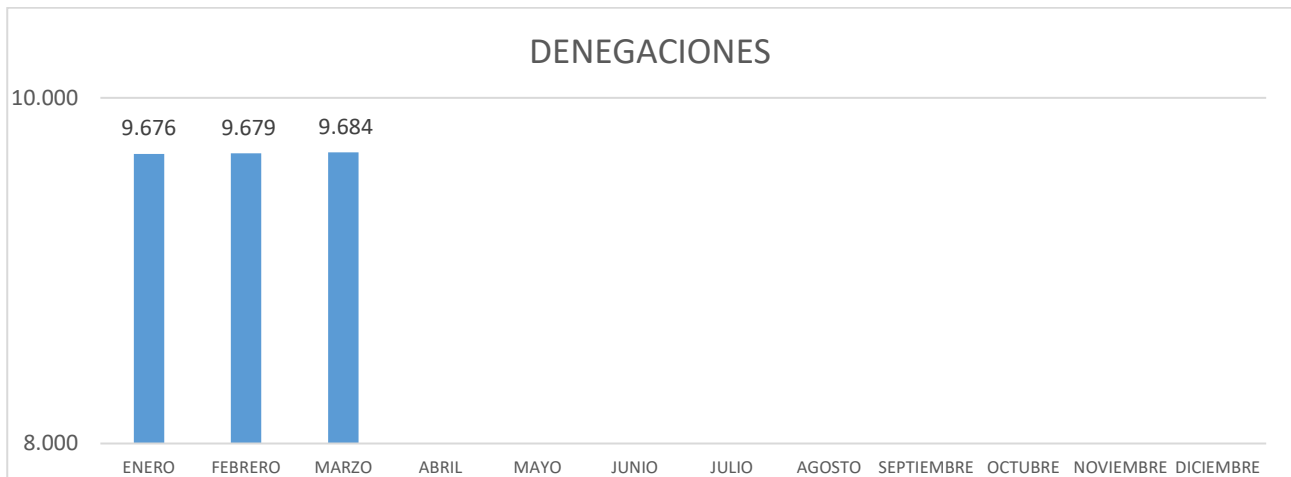 DENEGACIONES
10.000
9.676 9.679 9.684
8.000
ENERO FEBRERO MARZO ABRIL MAYO JUNIO JULIO AGOSTO SEPTIEMBRE OCTUBRE NOVIEMBRE DICIEMBRE